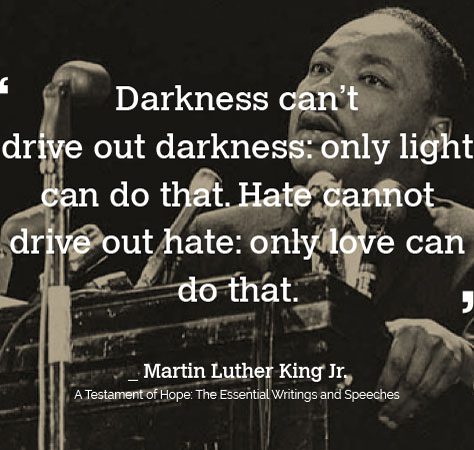 ‘
Darkness can’t
drive out darkness: only light
can do that. Hate cannot
drive out hate: only love can
do that.
’
_ Martin Luther King Jr.
A Testament of Hope: The Essential Writings and Speeches